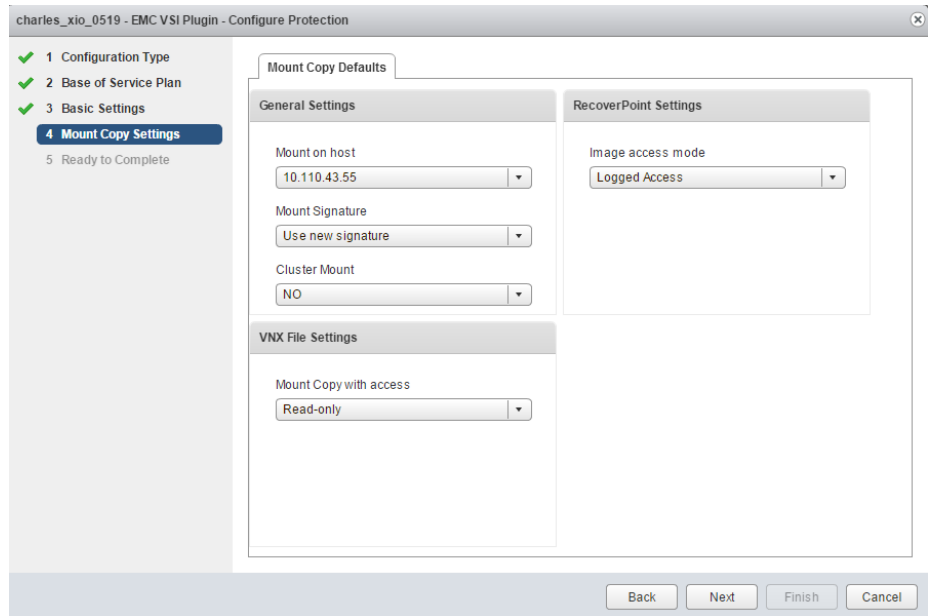 charles_xio_0519 - EMC VSI Plugin - Configure Protection
1 Configuration Type
2 Base of Service Plan
3 Basic Settings
4 Mount Copy Settings
5 Ready to Complete
Mount Copy Defaults
General Settings
Mount on host
10.110.43.55
Mount Signature
Use new signature
Cluster Mount
NO
RecoverPoint Settings
Image access mode
Logged Access
VNX File Settings
Mount Copy with access
Read-only
Back Next Finish Cancel